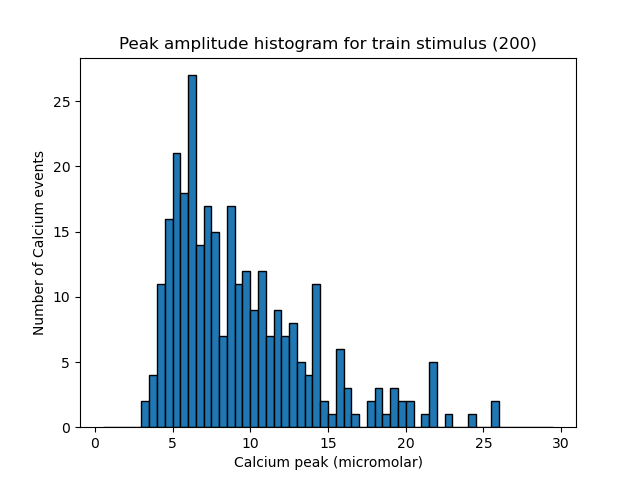 Peak amplitude histogram for train stimulus (200)
25
20
15
10
5
0
Number of Calcium events
0 5 10 15 20 25 30
Calcium peak (micromolar)